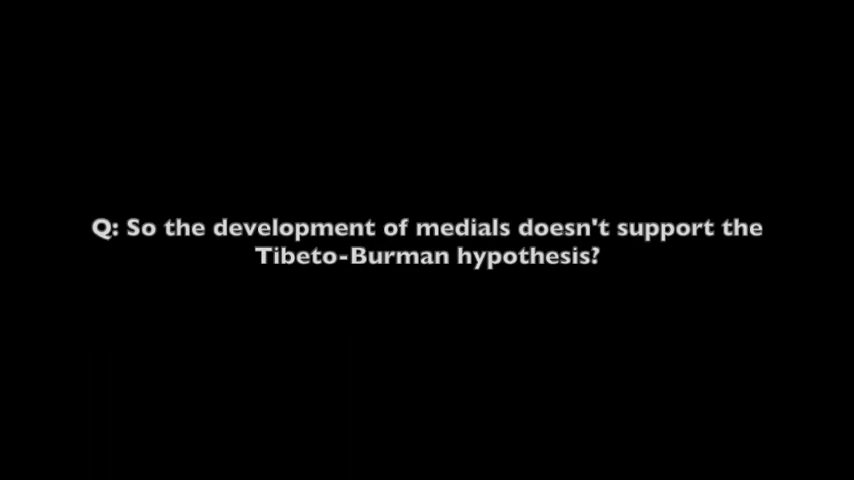 Q: So the development of medials doesn't support the
Tibeto-Burman hypothesis?